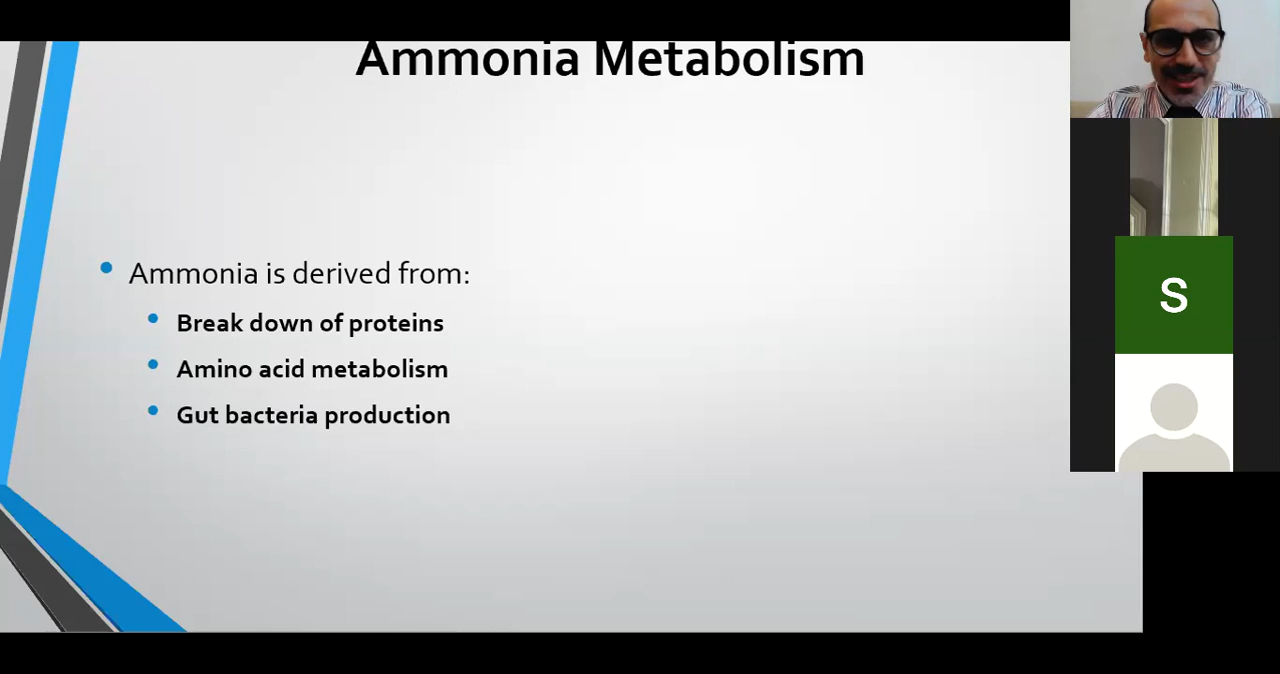 Ammonia Metabolism
Ammonia is derived from:
Break down of proteins
Amino acid metabolism
Gut bacteria production
S